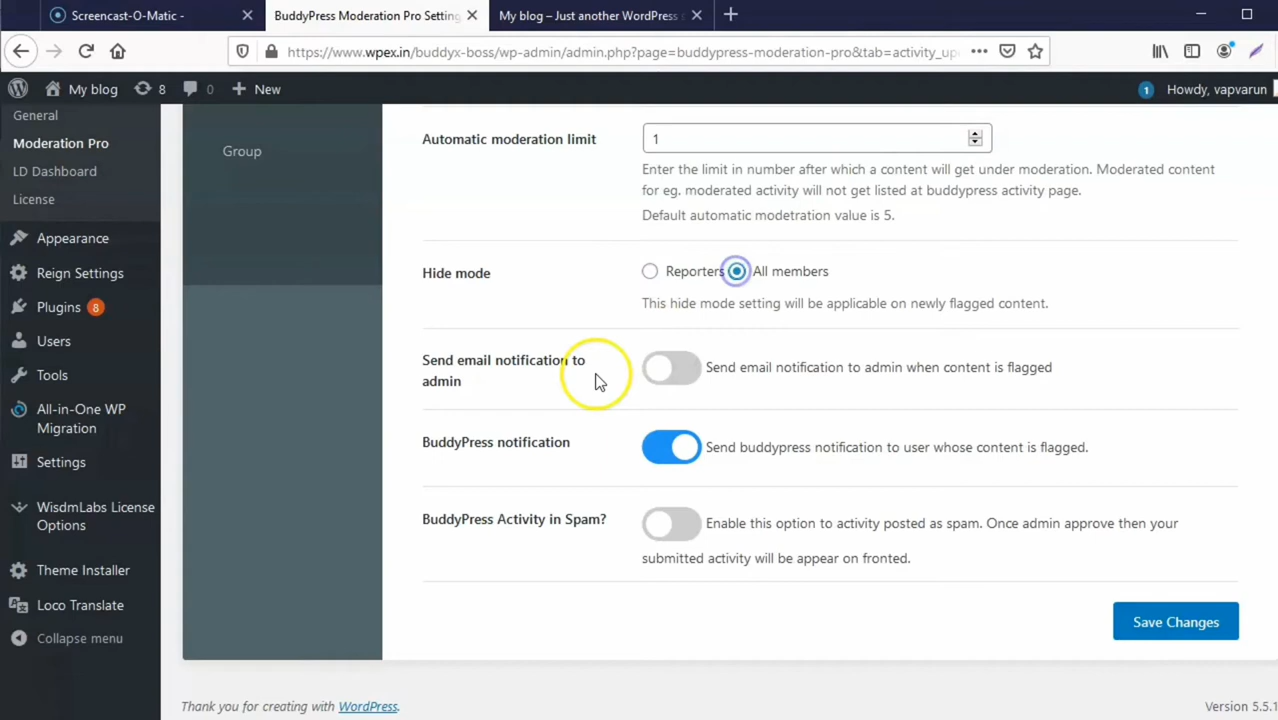 Screencast-O-Matic -
BuddyPress Moderation Pro Setting
My blog – Just another WordPress
https://www.wpex.in/buddyx-boss/wp-admin/admin.php?page=buddypress-moderation-pro&tab=activity_up
My blog
8
0
New
1
Howdy, vapvarun
General
Moderation Pro
LD Dashboard
License
Appearance
Reign Settings
Plugins 8
Users
Tools
All-in-One WP
Migration
Settings
WisdmLabs License
Options
Theme Installer
Loco Translate
Collapse menu
Group
Automatic moderation limit
1
Enter the limit in number after which a content will get under moderation. Moderated content
for eg. moderated activity will not get listed at buddypress activity page.
Default automatic modetration value is 5.
Hide mode
Reporters All members
This hide mode setting will be applicable on newly flagged content.
Send email notification to
admin
Send email notification to admin when content is flagged
BuddyPress notification
Send buddypress notification to user whose content is flagged.
BuddyPress Activity in Spam?
Enable this option to activity posted as spam. Once admin approve then your
submitted activity will be appear on fronted.
Save Changes
Thank you for creating with WordPress.
Version 5.5.1